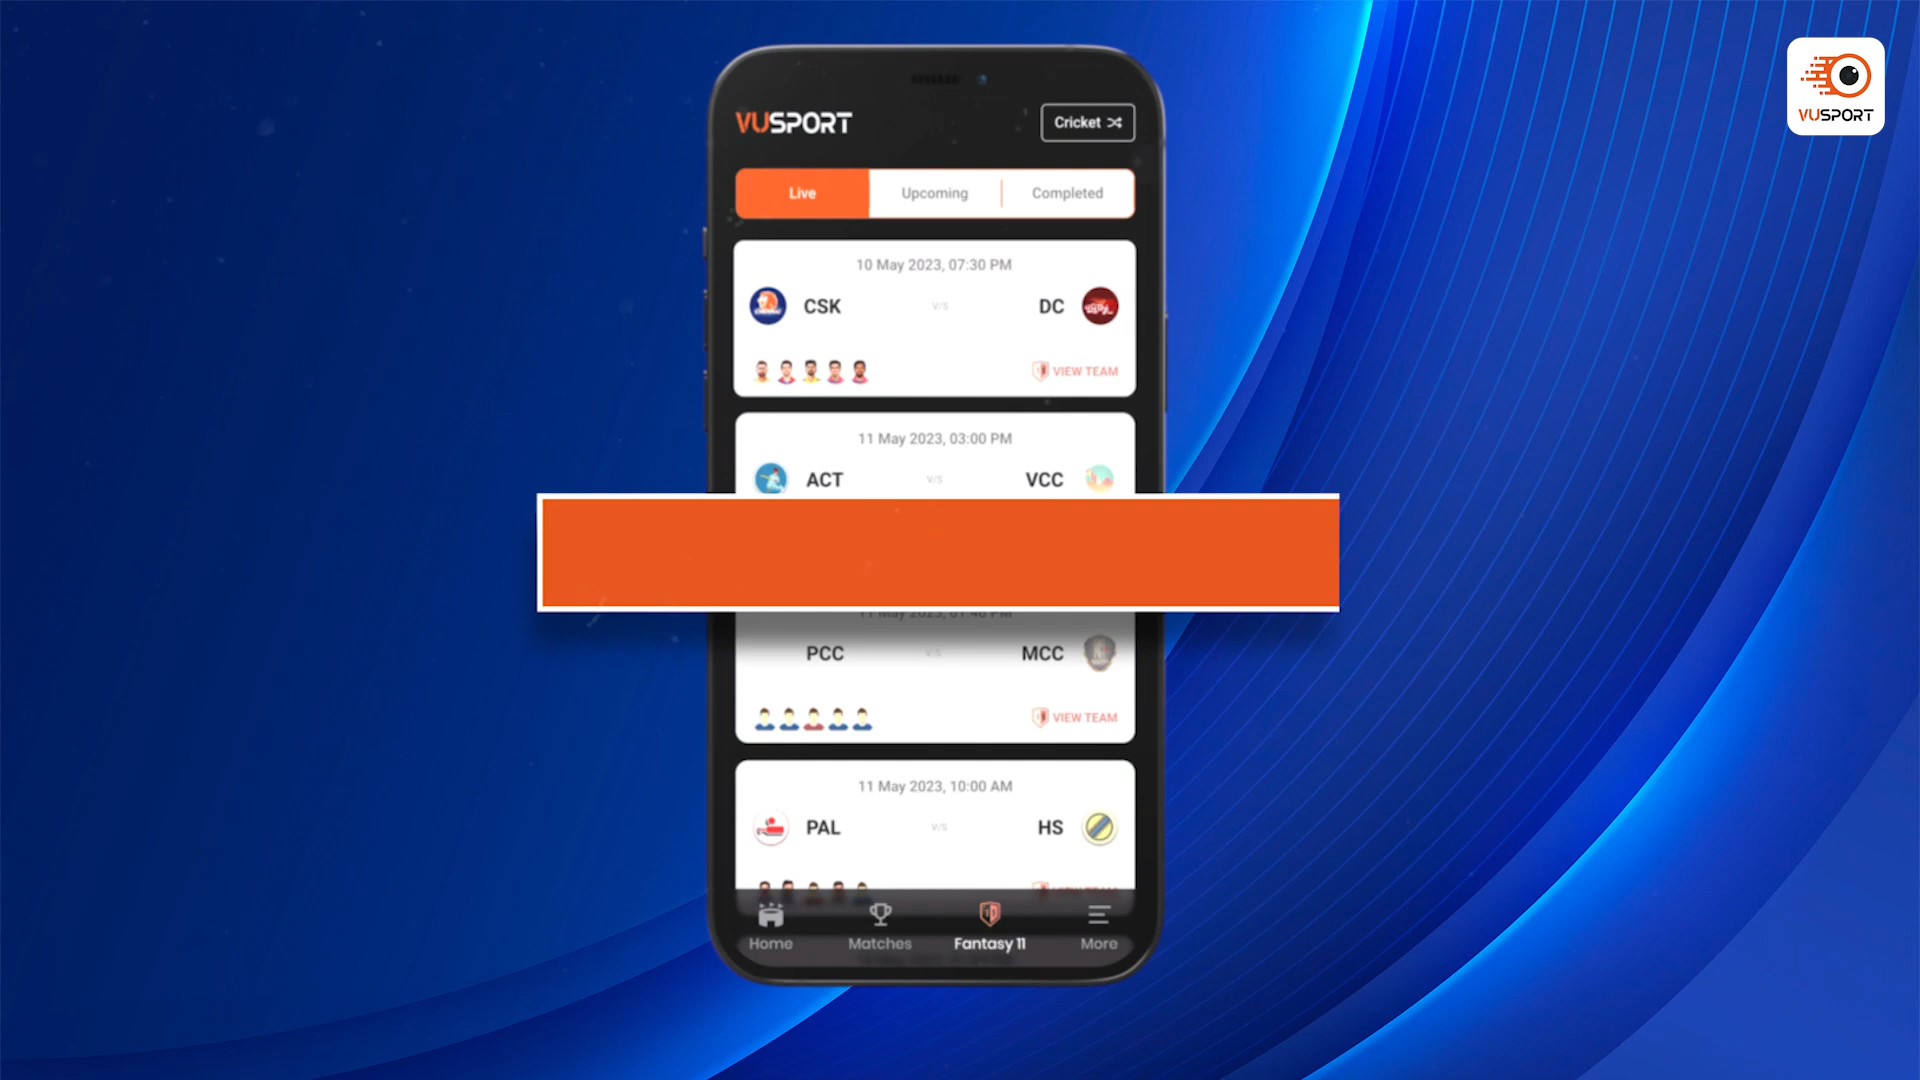 VUSPORT
Cricket
VUSPORT
Live
Upcoming
Completed
10 May 2023, 07:30 PM
CSK
V/S
DC
VIEW TEAM
11 May 2023, 03:00 PM
ACT
V/S
VCC
PCC
V/S
MCC
VIEW TEAM
11 May 2023, 10:00 AM
PAL
V/S
HS
Home
Matches
Fantasy 11
More